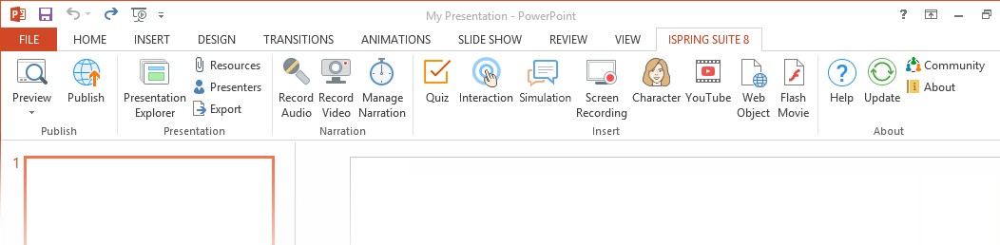 My Presentation - PowerPoint
FILE HOME INSERT DESIGN TRANSITIONS ANIMATIONS SLIDE SHOW REVIEW VIEW ISPRING SUITE 8
Preview
Publish
Publish
Presentation
Explorer
Resources
Presenters
Export
Presentation
Record
Audio
Record
Video
Manage
Narration
Narration
Quiz
Interaction
Simulation
Screen
Recording
Character
YouTube
Web
Object
Flash
Movie
Insert
Help
Update
Community
About
About
1